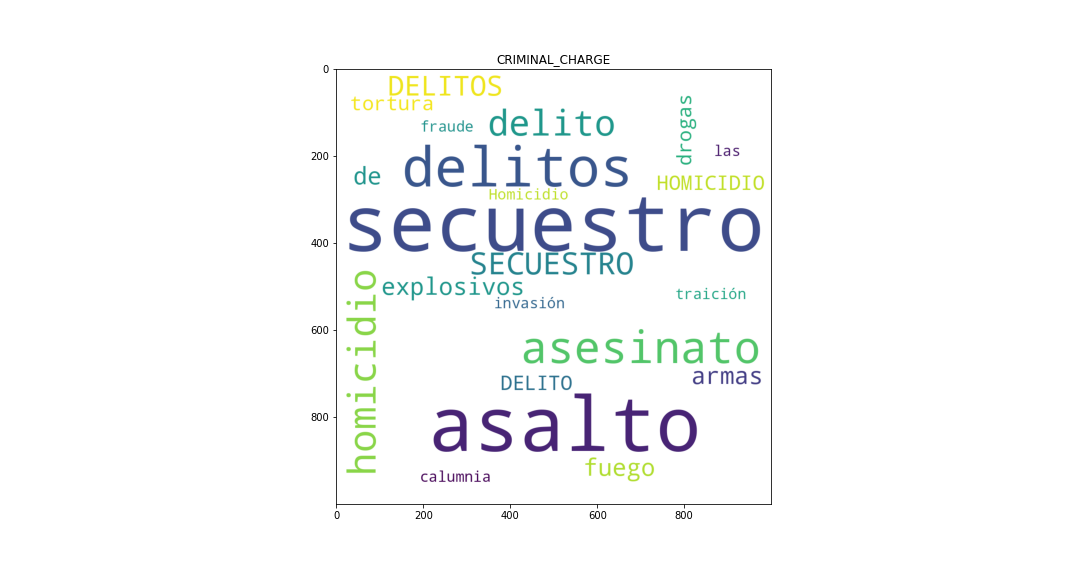 CRIMINAL_CHARGE
0
DELITOS
tortura
drogas
fraude
delito
las
200
delitos
de
HOMICIDIO
Homicidio
secuestro
400
SECUESTRO
homicidio
explosivos
traición
invasión
600
asesinato
armas
DELITO
800
asalto
fuego
calumnia
0 200 400 600 800